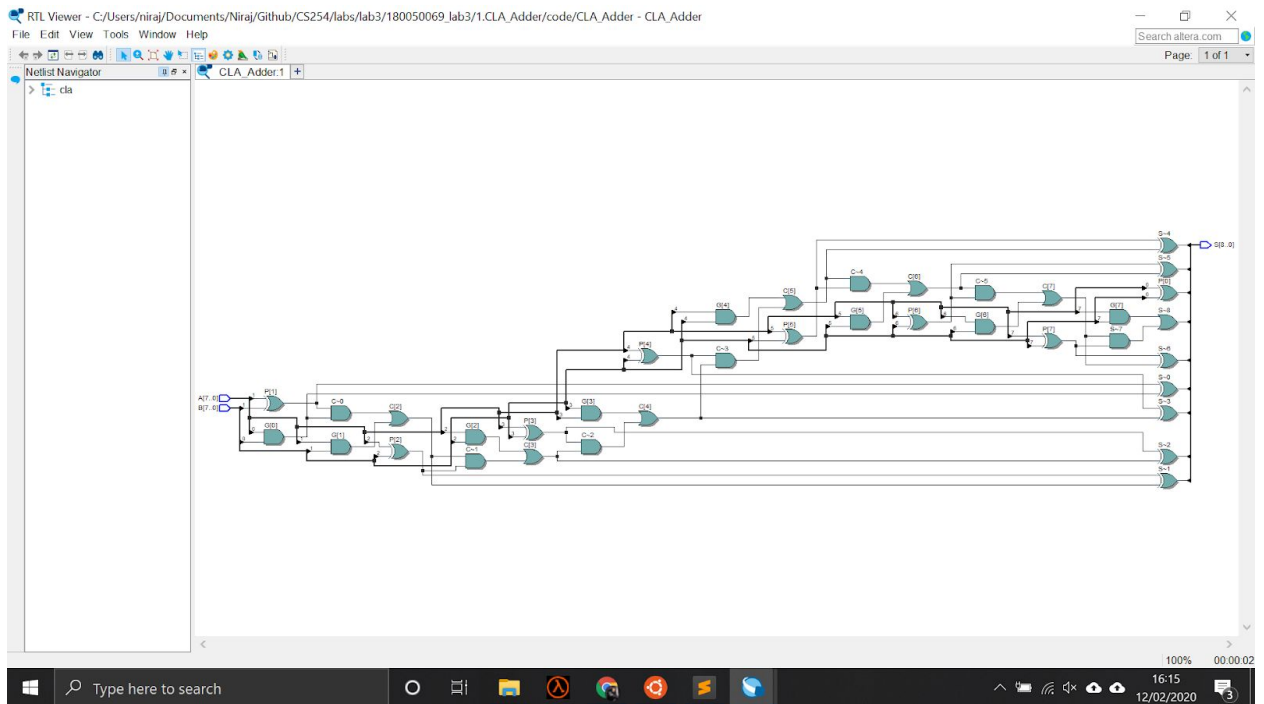 RTL Viewer - C:/Users/niraj/Documents/Niraj/Github/CS254/labs/lab3/180050069_lab3/1.CLA_Adder/code/CLA_Adder - CLA_Adder
File Edit View Tools Window Help
Search altera.com
Page: 1 of 1
Netlist Navigator
CLA_Adder:1
cla
S~4
S[8..0]
S~5
C~4
C[6]
C~5
C[7]
P[0]
G[4]
C[5]
G[5]
P[6]
G[6]
G[7]
S~8
P[5]
P[7]
S~7
P[4]
C~3
S~6
S~0
A[7..0]
B[7..0]
P[1]
C~0
C[2]
G[3]
C[4]
S~3
G[0]
G[1]
P[2]
G[2]
P[3]
C~2
C~1
C[3]
S~2
S~1
100% 00:00:02
Type here to search
16:15
12/02/2020
3